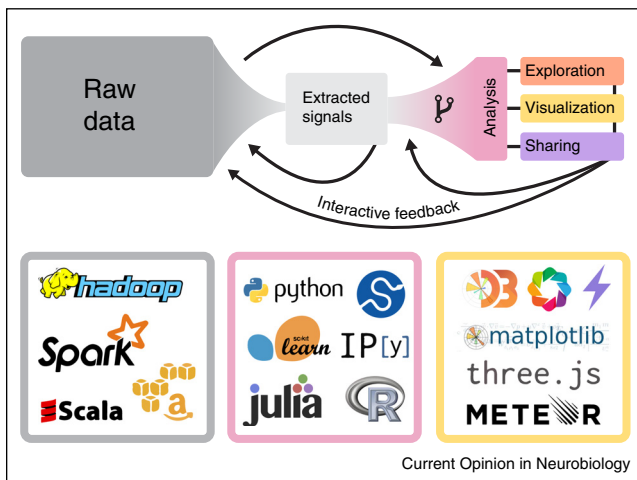 Raw
data
Extracted
signals
Analysis
Exploration
Visualization
Sharing
Interactive feedback
hadoop
Spark
Scala
a
python
S
scikit
learn
IP[y]
julia
R
D3
matplotlib
three.js
METEOR
Current Opinion in Neurobiology